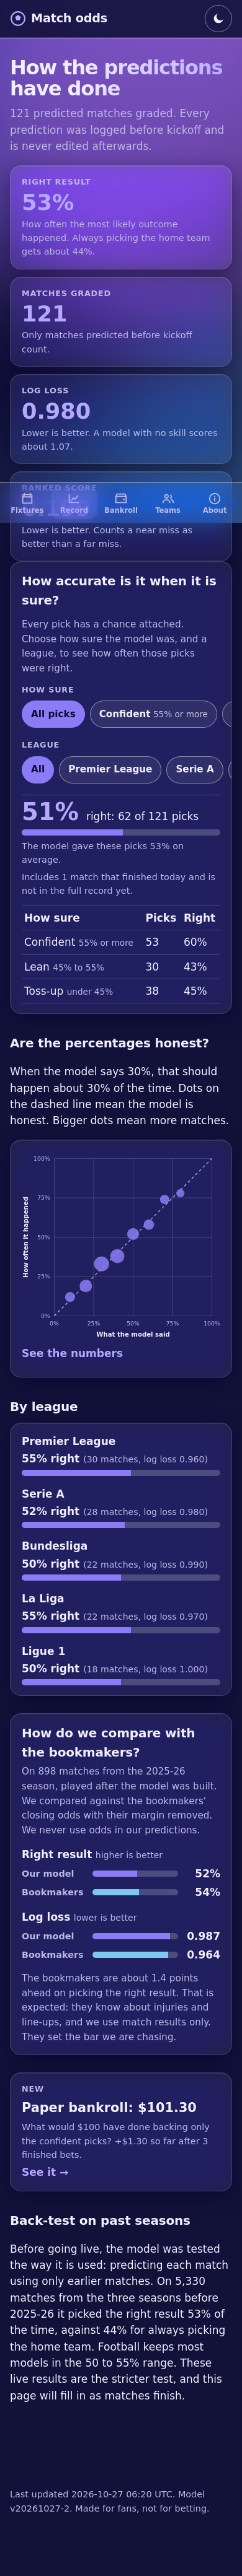 Match odds
How the predictions
have done
121 predicted matches graded. Every
prediction was logged before kickoff and
is never edited afterwards.
RIGHT RESULT
53%
How often the most likely outcome
happened. Always picking the home team
gets about 44%.
MATCHES GRADED
121
Only matches predicted before kickoff
count.
LOG LOSS
0.980
Lower is better. A model with no skill scores
about 1.07.
RANKED SCORE
Fixtures Record Bankroll Teams About
Lower is better. Counts a near miss as
better than a far miss.
How accurate is it when it is
sure?
Every pick has a chance attached.
Choose how sure the model was, and a
league, to see how often those picks
were right.
HOW SURE
All picks Confident 55% or more
LEAGUE
All Premier League Serie A
51% right: 62 of 121 picks
The model gave these picks 53% on
average.
Includes 1 match that finished today and is
not in the full record yet.
How sure Picks Right
Confident 55% or more 53 60%
Lean 45% to 55% 30 43%
Toss-up under 45% 38 45%
Are the percentages honest?
When the model says 30%, that should
happen about 30% of the time. Dots on
the dashed line mean the model is
honest. Bigger dots mean more matches.
How often it happened
100%
75%
50%
25%
0%
0% 25% 50% 75% 100%
What the model said
See the numbers
By league
Premier League
55% right (30 matches, log loss 0.960)
Serie A
52% right (28 matches, log loss 0.980)
Bundesliga
50% right (22 matches, log loss 0.990)
La Liga
55% right (22 matches, log loss 0.970)
Ligue 1
50% right (18 matches, log loss 1.000)
How do we compare with
the bookmakers?
On 898 matches from the 2025-26
season, played after the model was built.
We compared against the bookmakers'
closing odds with their margin removed.
We never use odds in our predictions.
Right result higher is better
Our model 52%
Bookmakers 54%
Log loss lower is better
Our model 0.987
Bookmakers 0.964
The bookmakers are about 1.4 points
ahead on picking the right result. That is
expected: they know about injuries and
line-ups, and we use match results only.
They set the bar we are chasing.
NEW
Paper bankroll: $101.30
What would $100 have done backing only
the confident picks? +$1.30 so far after 3
finished bets.
See it →
Back-test on past seasons
Before going live, the model was tested
the way it is used: predicting each match
using only earlier matches. On 5,330
matches from the three seasons before
2025-26 it picked the right result 53% of
the time, against 44% for always picking
the home team. Football keeps most
models in the 50 to 55% range. These
live results are the stricter test, and this
page will fill in as matches finish.
Last updated 2026-10-27 06:20 UTC. Model
v20261027-2. Made for fans, not for betting.